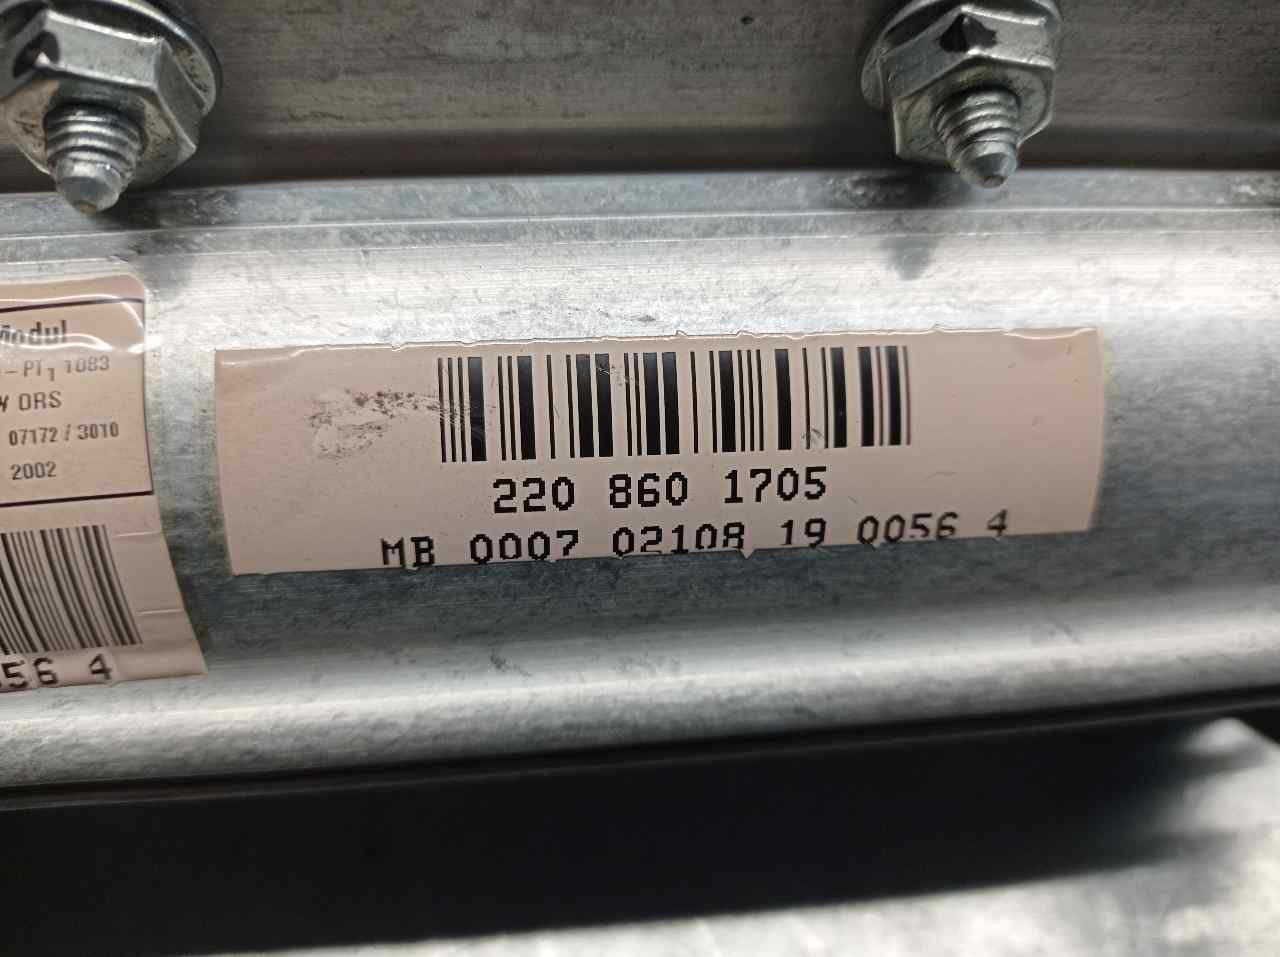 Modul
-PT1 1083
ORS
07172 / 3010
2002
56 4
220 860 1705
MB 0007 02108 19 0056 4